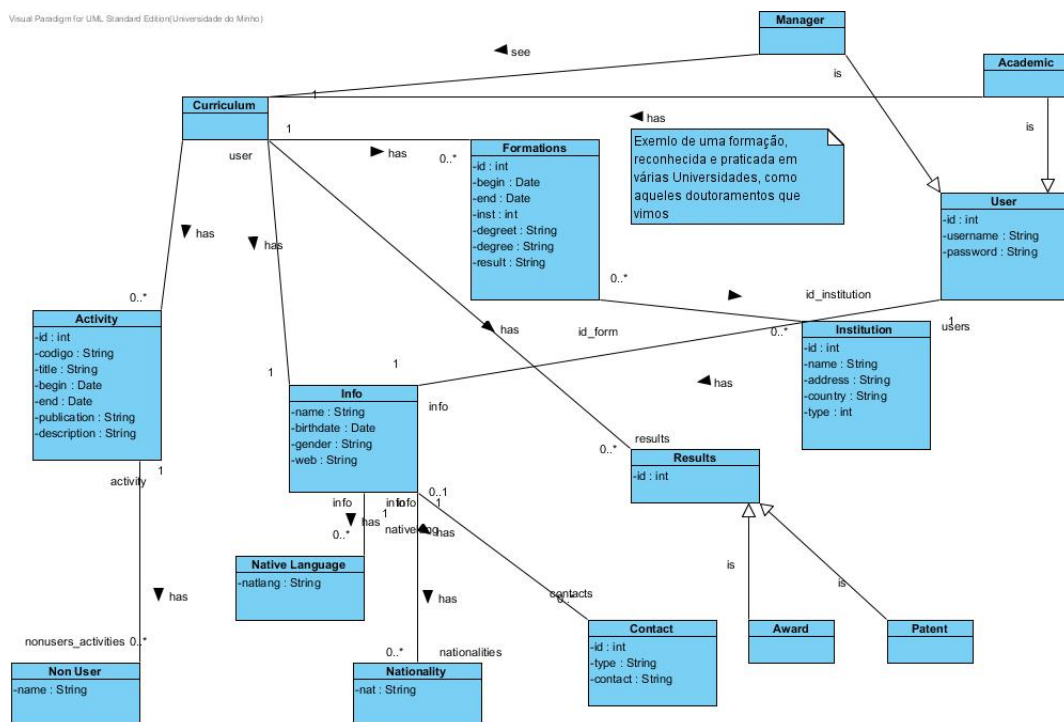 Visual Paradigm for UML Standard Edition(Universidade do Minho)
Manager
see
is
Academic
Curriculum
1
1
user
has
0..*
has
is
Formations
-id : int
-begin : Date
-end : Date
-inst : int
-degreet : String
-degree : String
-result : String
Exemlo de uma formação,
reconhecida e praticada em
várias Universidades, como
aqueles doutoramentos que
vimos
User
-id : int
-username : String
-password : String
has
has
0..*
0..*
has
id_form
id_institution
0..*
1
users
Activity
-id : int
-codigo : String
-title : String
-begin : Date
-end : Date
-publication : String
-description : String
Institution
-id : int
-name : String
-address : String
-country : String
-type : int
1
1
info
has
Info
-name : String
-birthdate : Date
-gender : String
-web : String
results
0..*
Results
-id : int
1
activity
info
info
info
0..1
1
1
has
0..*
has
Native Language
-natlang : String
is
is
has
has
contacts
0..*
nonusers_activities
0..*
0..*
nationalities
Non User
-name : String
Nationality
-nat : String
Contact
-id : int
-type : String
-contact : String
Award
Patent